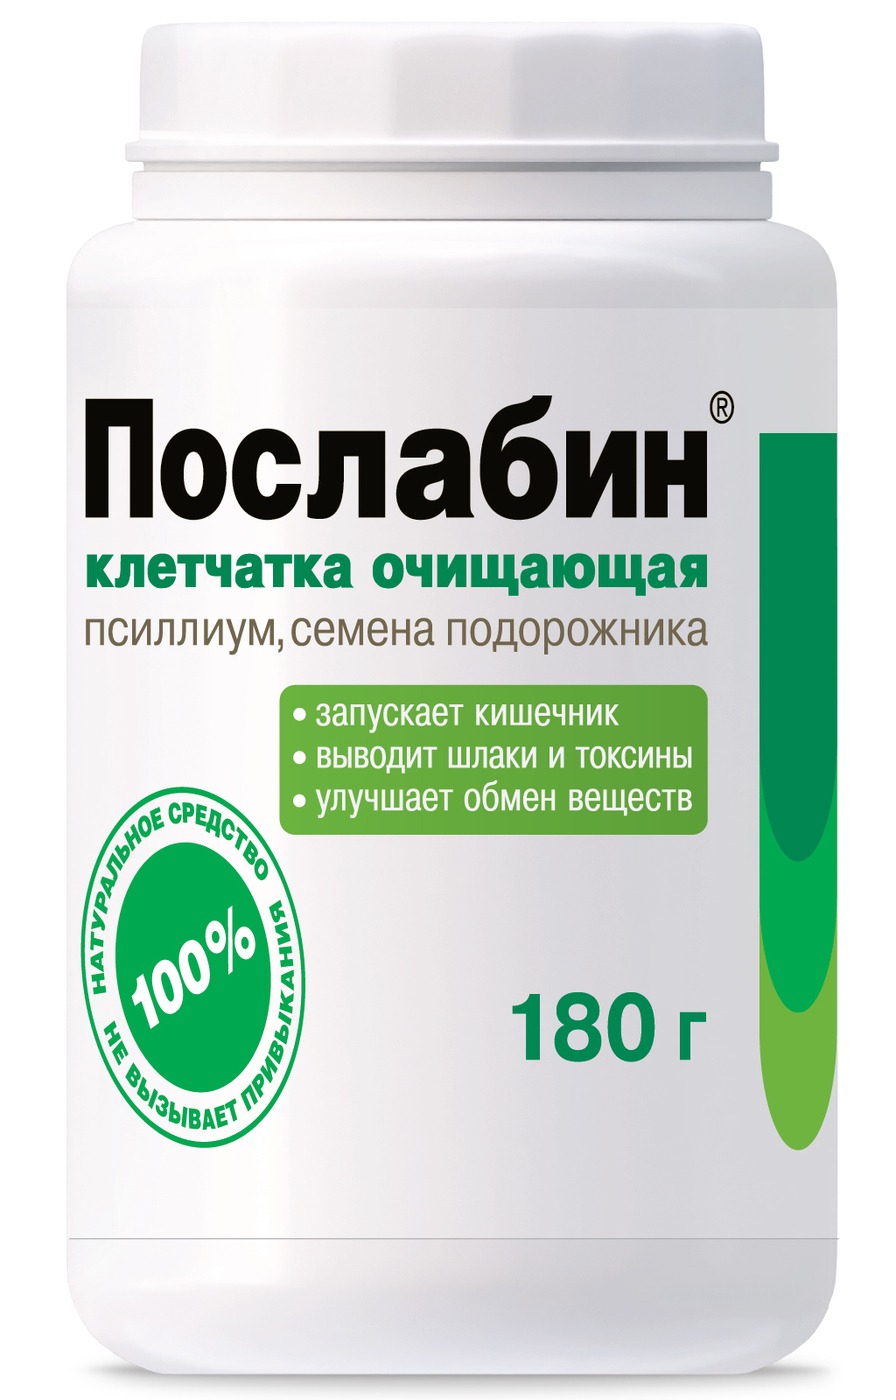 Послабин®
клетчатка очищающая
псиллиум, семена подорожника
• запускает кишечник
• выводит шлаки и токсины
• улучшает обмен веществ
НАТУРАЛЬНОЕ СРЕДСТВО
100%
НЕ ВЫЗЫВАЕТ ПРИВЫКАНИЯ
180 г